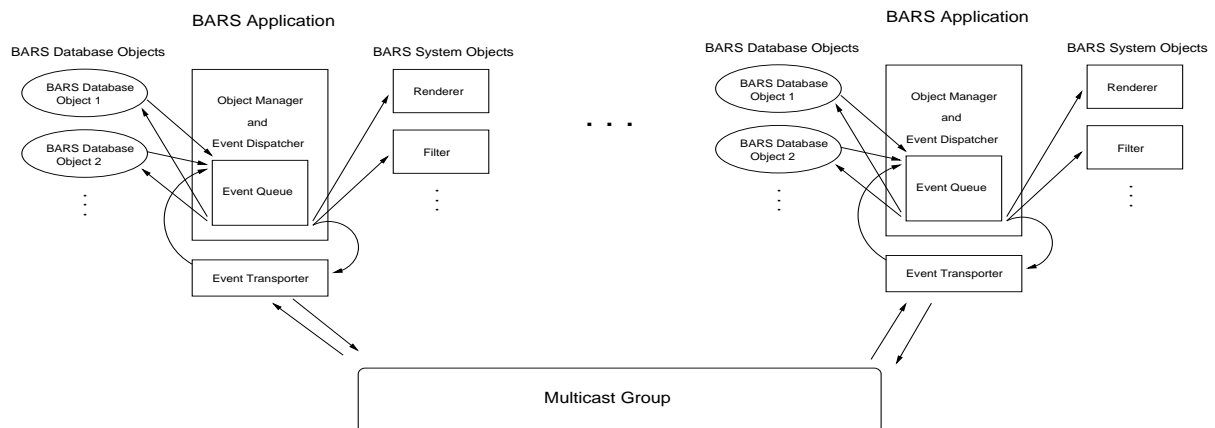 BARS Application
BARS Database Objects
BARS System Objects
BARS Database
Object 1
BARS Database
Object 2
Object Manager
and
Event Dispatcher
Event Queue
Renderer
Filter
Event Transporter
. . .
BARS Application
BARS Database Objects
BARS System Objects
BARS Database
Object 1
BARS Database
Object 2
Object Manager
and
Event Dispatcher
Event Queue
Renderer
Filter
Event Transporter
Multicast Group